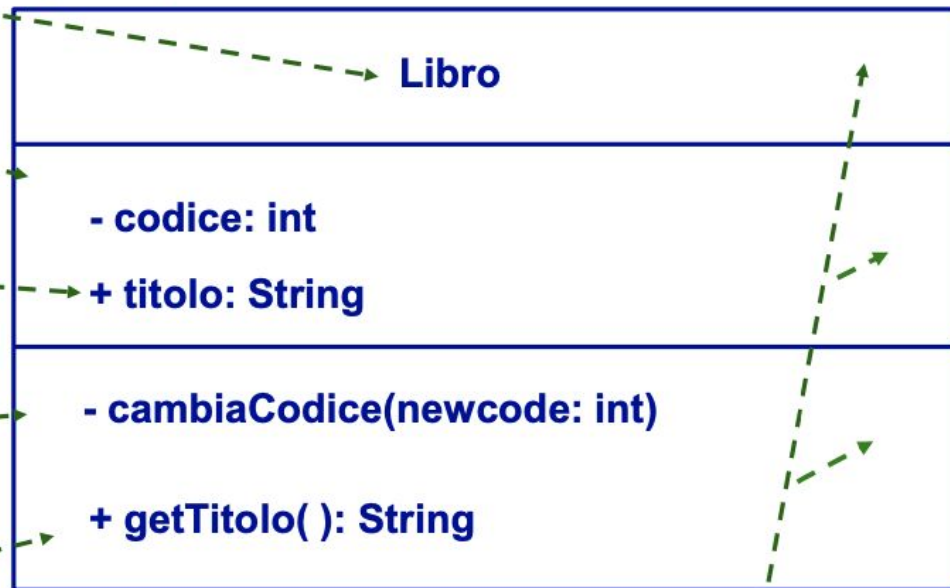 Libro
- codice: int
+ titolo: String
- cambiaCodice(newcode: int)
+ getTitolo( ): String